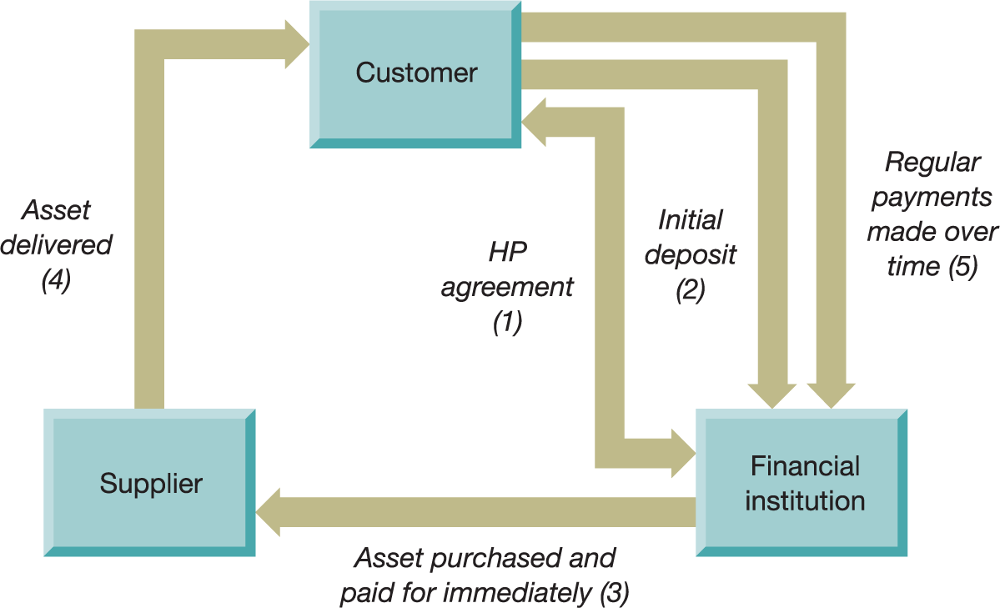 Customer
Asset
delivered
(4)
HP
agreement
(1)
Initial
deposit
(2)
Regular
payments
made over
time (5)
Supplier
Financial
institution
Asset purchased and
paid for immediately (3)